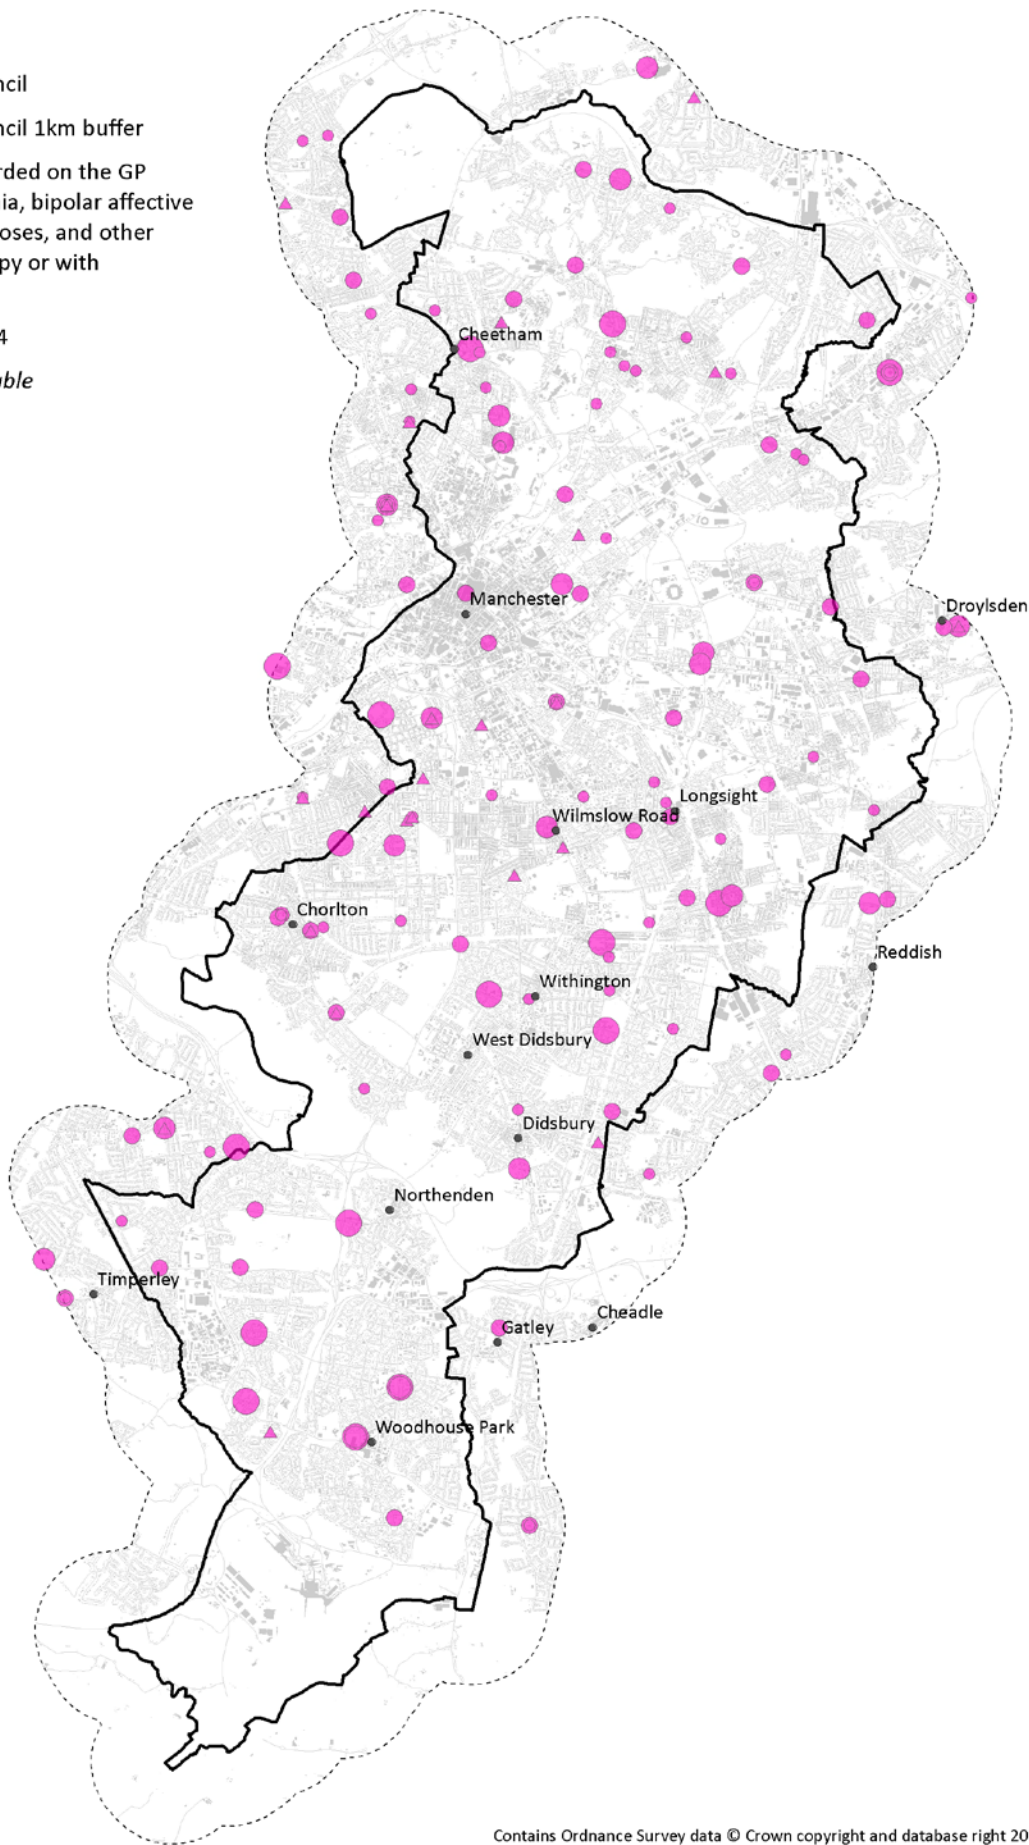 ncil
ncil 1km buffer
rded on the GP
nia, bipolar affective
oses, and other
py or with
4
able
Cheetham
Manchester
Droylsden
Longsight
Wilmslow Road
Chorlton
Reddish
Withington
West Didsbury
Didsbury
Northenden
Timperley
Cheadle
Gatley
Woodhouse Park
Contains Ordnance Survey data © Crown copyright and database right 20